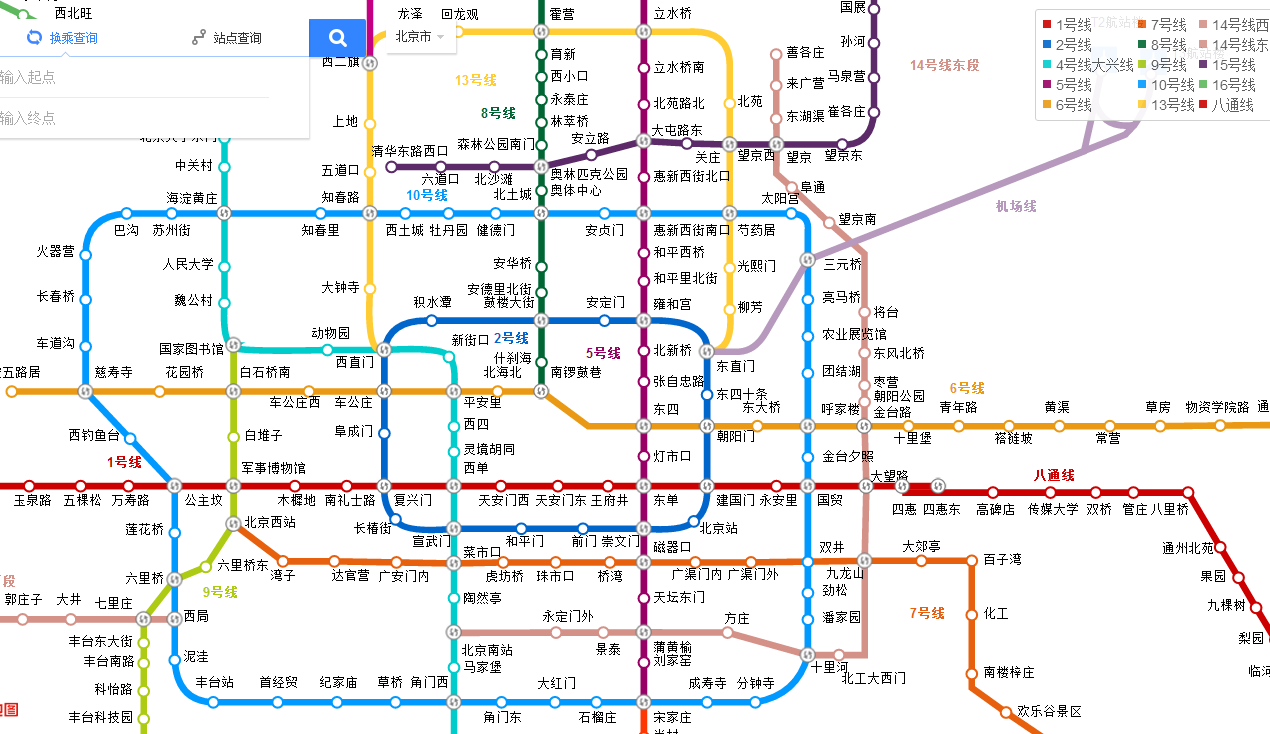 西北旺
龙泽
回龙观
霍营
立水桥
国展
换乘查询
站点查询
北京市
输入起点
输入终点
西二旗
13号线
8号线
上地
五道口
知春路
大钟寺
育新
西小口
永泰庄
林萃桥
森林公园南门
安立路
大屯路东
立水桥南
北苑路北
北苑
关庄
望京西
望京
望京东
善各庄
来广营
东湖渠
孙河
马泉营
崔各庄
14号线东段
1号线
2号线
4号线大兴线
5号线
6号线
7号线
8号线
9号线
10号线
13号线
14号线西
14号线东
15号线
16号线
八通线
T2航站
航站楼
中关村
海淀黄庄
清华东路西口
六道口
北沙滩
奥林匹克公园
奥体中心
北土城
10号线
惠新西街北口
太阳宫
阜通
望京南
机场线
巴沟
苏州街
知春里
西土城
牡丹园
健德门
安贞门
惠新西街南口
芍药居
火器营
长春桥
车道沟
人民大学
魏公村
国家图书馆
安华桥
安德里北街
鼓楼大街
和平西桥
和平里北街
光熙门
柳芳
三元桥
亮马桥
农业展览馆
团结湖
呼家楼
将台
东风北桥
枣营
朝阳公园
金台路
积水潭
安定门
雍和宫
动物园
西直门
新街口
2号线
什刹海
5号线
北新桥
东直门
五路居
慈寿寺
花园桥
白石桥南
车公庄西
车公庄
平安里
北海北
南锣鼓巷
张自忠路
东四十条
东大桥
6号线
青年路
黄渠
草房
物资学院路
通
西钓鱼台
1号线
白堆子
阜成门
西四
灵境胡同
西单
东四
灯市口
朝阳门
金台夕照
十里堡
褡裢坡
常营
军事博物馆
大望路
八通线
玉泉路
五棵松
万寿路
公主坟
木樨地
南礼士路
复兴门
天安门西
天安门东
王府井
东单
建国门
永安里
国贸
四惠
四惠东
高碑店
传媒大学
双桥
管庄
八里桥
莲花桥
北京西站
长椿街
宣武门
和平门
前门
崇文门
北京站
通州北苑
果园
九棵树
梨园
临河
六里桥
六里桥东
9号线
湾子
达官营
广安门内
菜市口
虎坊桥
珠市口
桥湾
磁器口
广渠门内
广渠门外
双井
九龙山
大郊亭
百子湾
段
郭庄子
大井
七里庄
西局
陶然亭
天坛东门
劲松
潘家园
7号线
化工
丰台东大街
丰台南路
科怡路
丰台科技园
泥洼
永定门外
景泰
方庄
北京南站
马家堡
蒲黄榆
刘家窑
十里河
北工大西门
南楼梓庄
欢乐谷景区
丰台站
首经贸
纪家庙
草桥
角门西
角门东
大红门
石榴庄
宋家庄
成寿寺
分钟寺